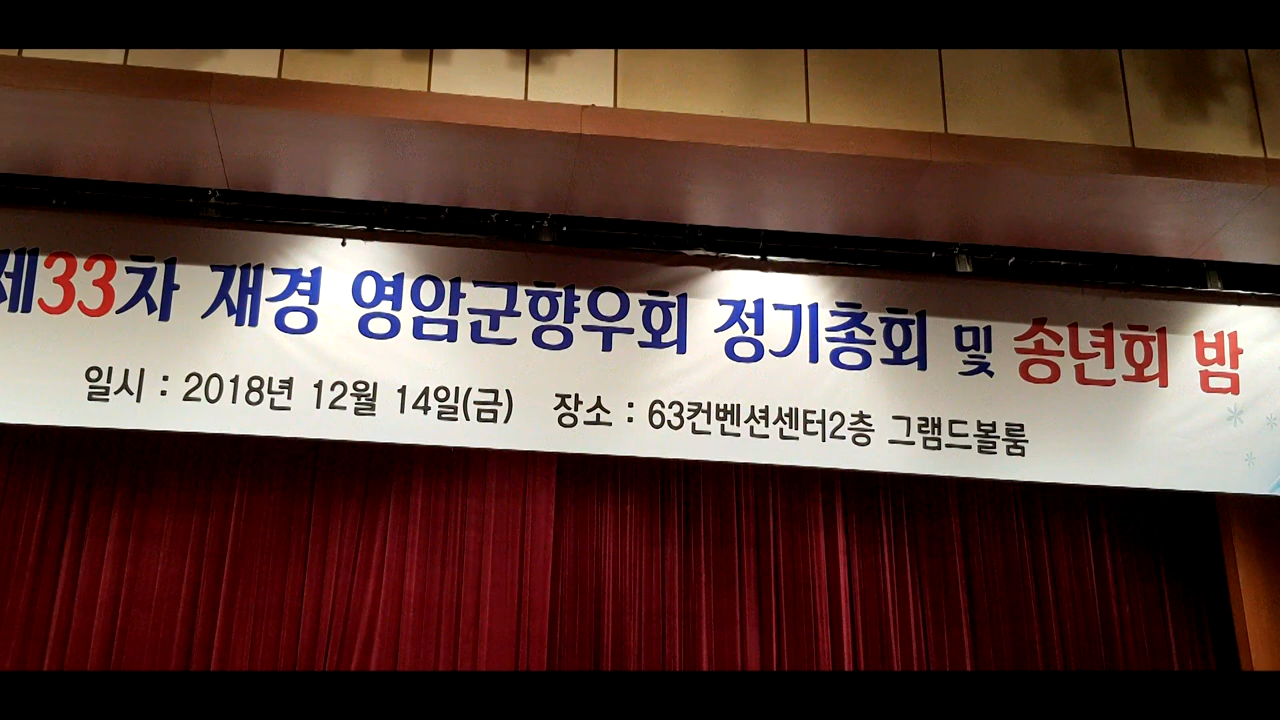 제33차 재경 영암군향우회 정기총회 및 송년회 밤
일시 : 2018년 12월 14일(금) 장소 : 63컨벤션센터2층 그램드볼룸